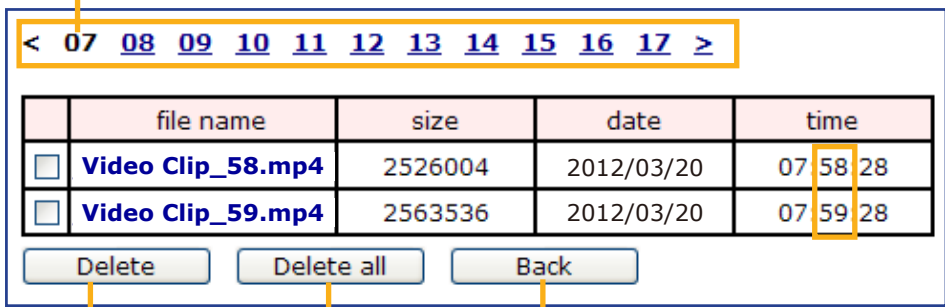 < 07 08 09 10 11 12 13 14 15 16 17 >
file name size date time
Video Clip_58.mp4 2526004 2012/03/20 07:58:28
Video Clip_59.mp4 2563536 2012/03/20 07:59:28
Delete Delete all Back